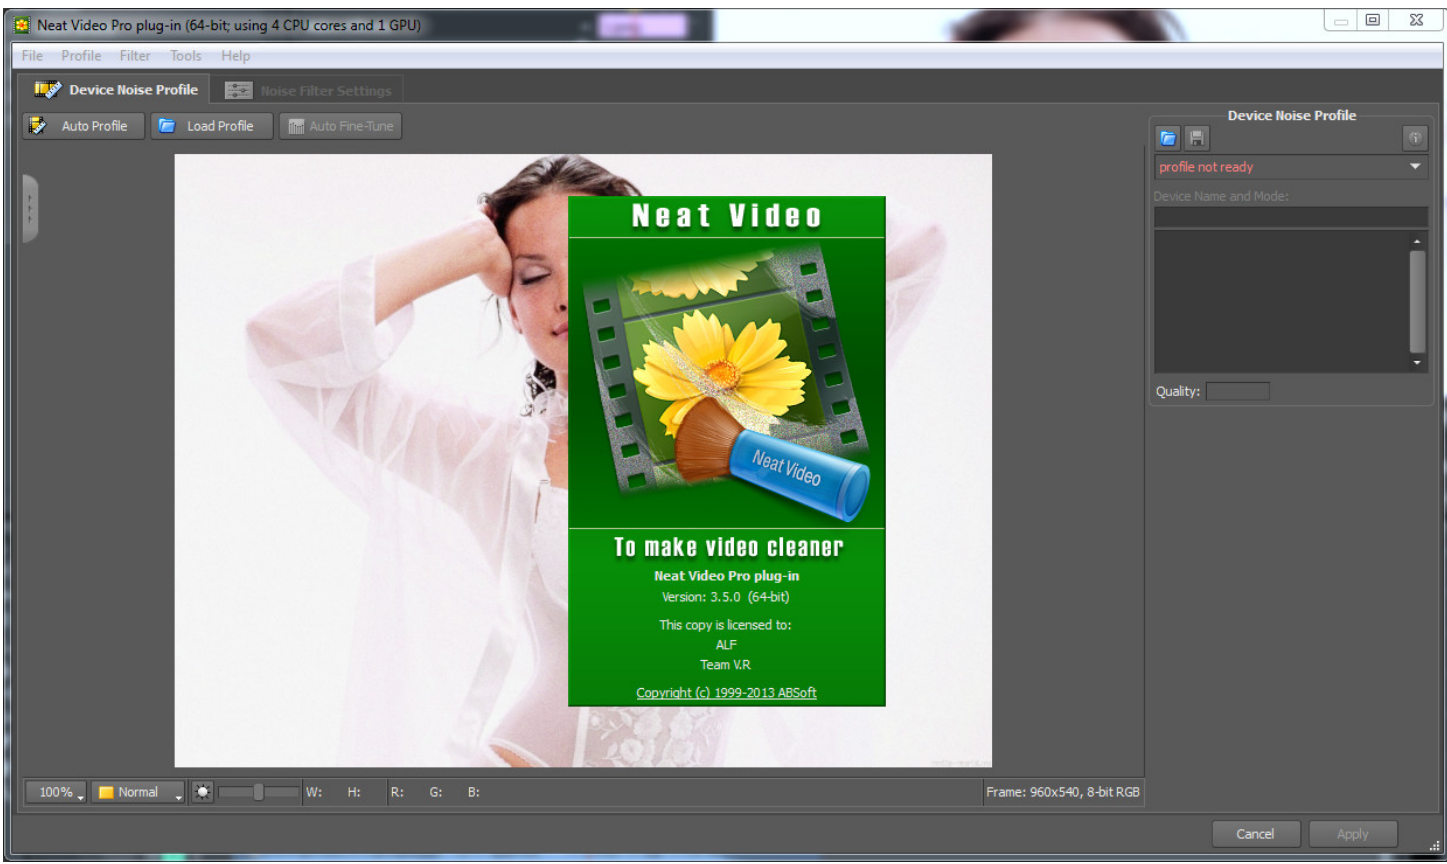 Neat Video Pro plug-in (64-bit; using 4 CPU cores and 1 GPU)
File Profile Filter Tools Help
Device Noise Profile Noise Filter Settings
Auto Profile Load Profile Auto Fine-Tune
Device Noise Profile
profile not ready
Device Name and Mode:
Quality:
Neat Video
Neat Video
To make video cleaner
Neat Video Pro plug-in
Version: 3.5.0 (64-bit)
This copy is licensed to:
ALF
Team V.R
Copyright (c) 1999-2013 ABSoft
100% Normal W: H: R: G: B: Frame: 960x540, 8-bit RGB
Cancel Apply